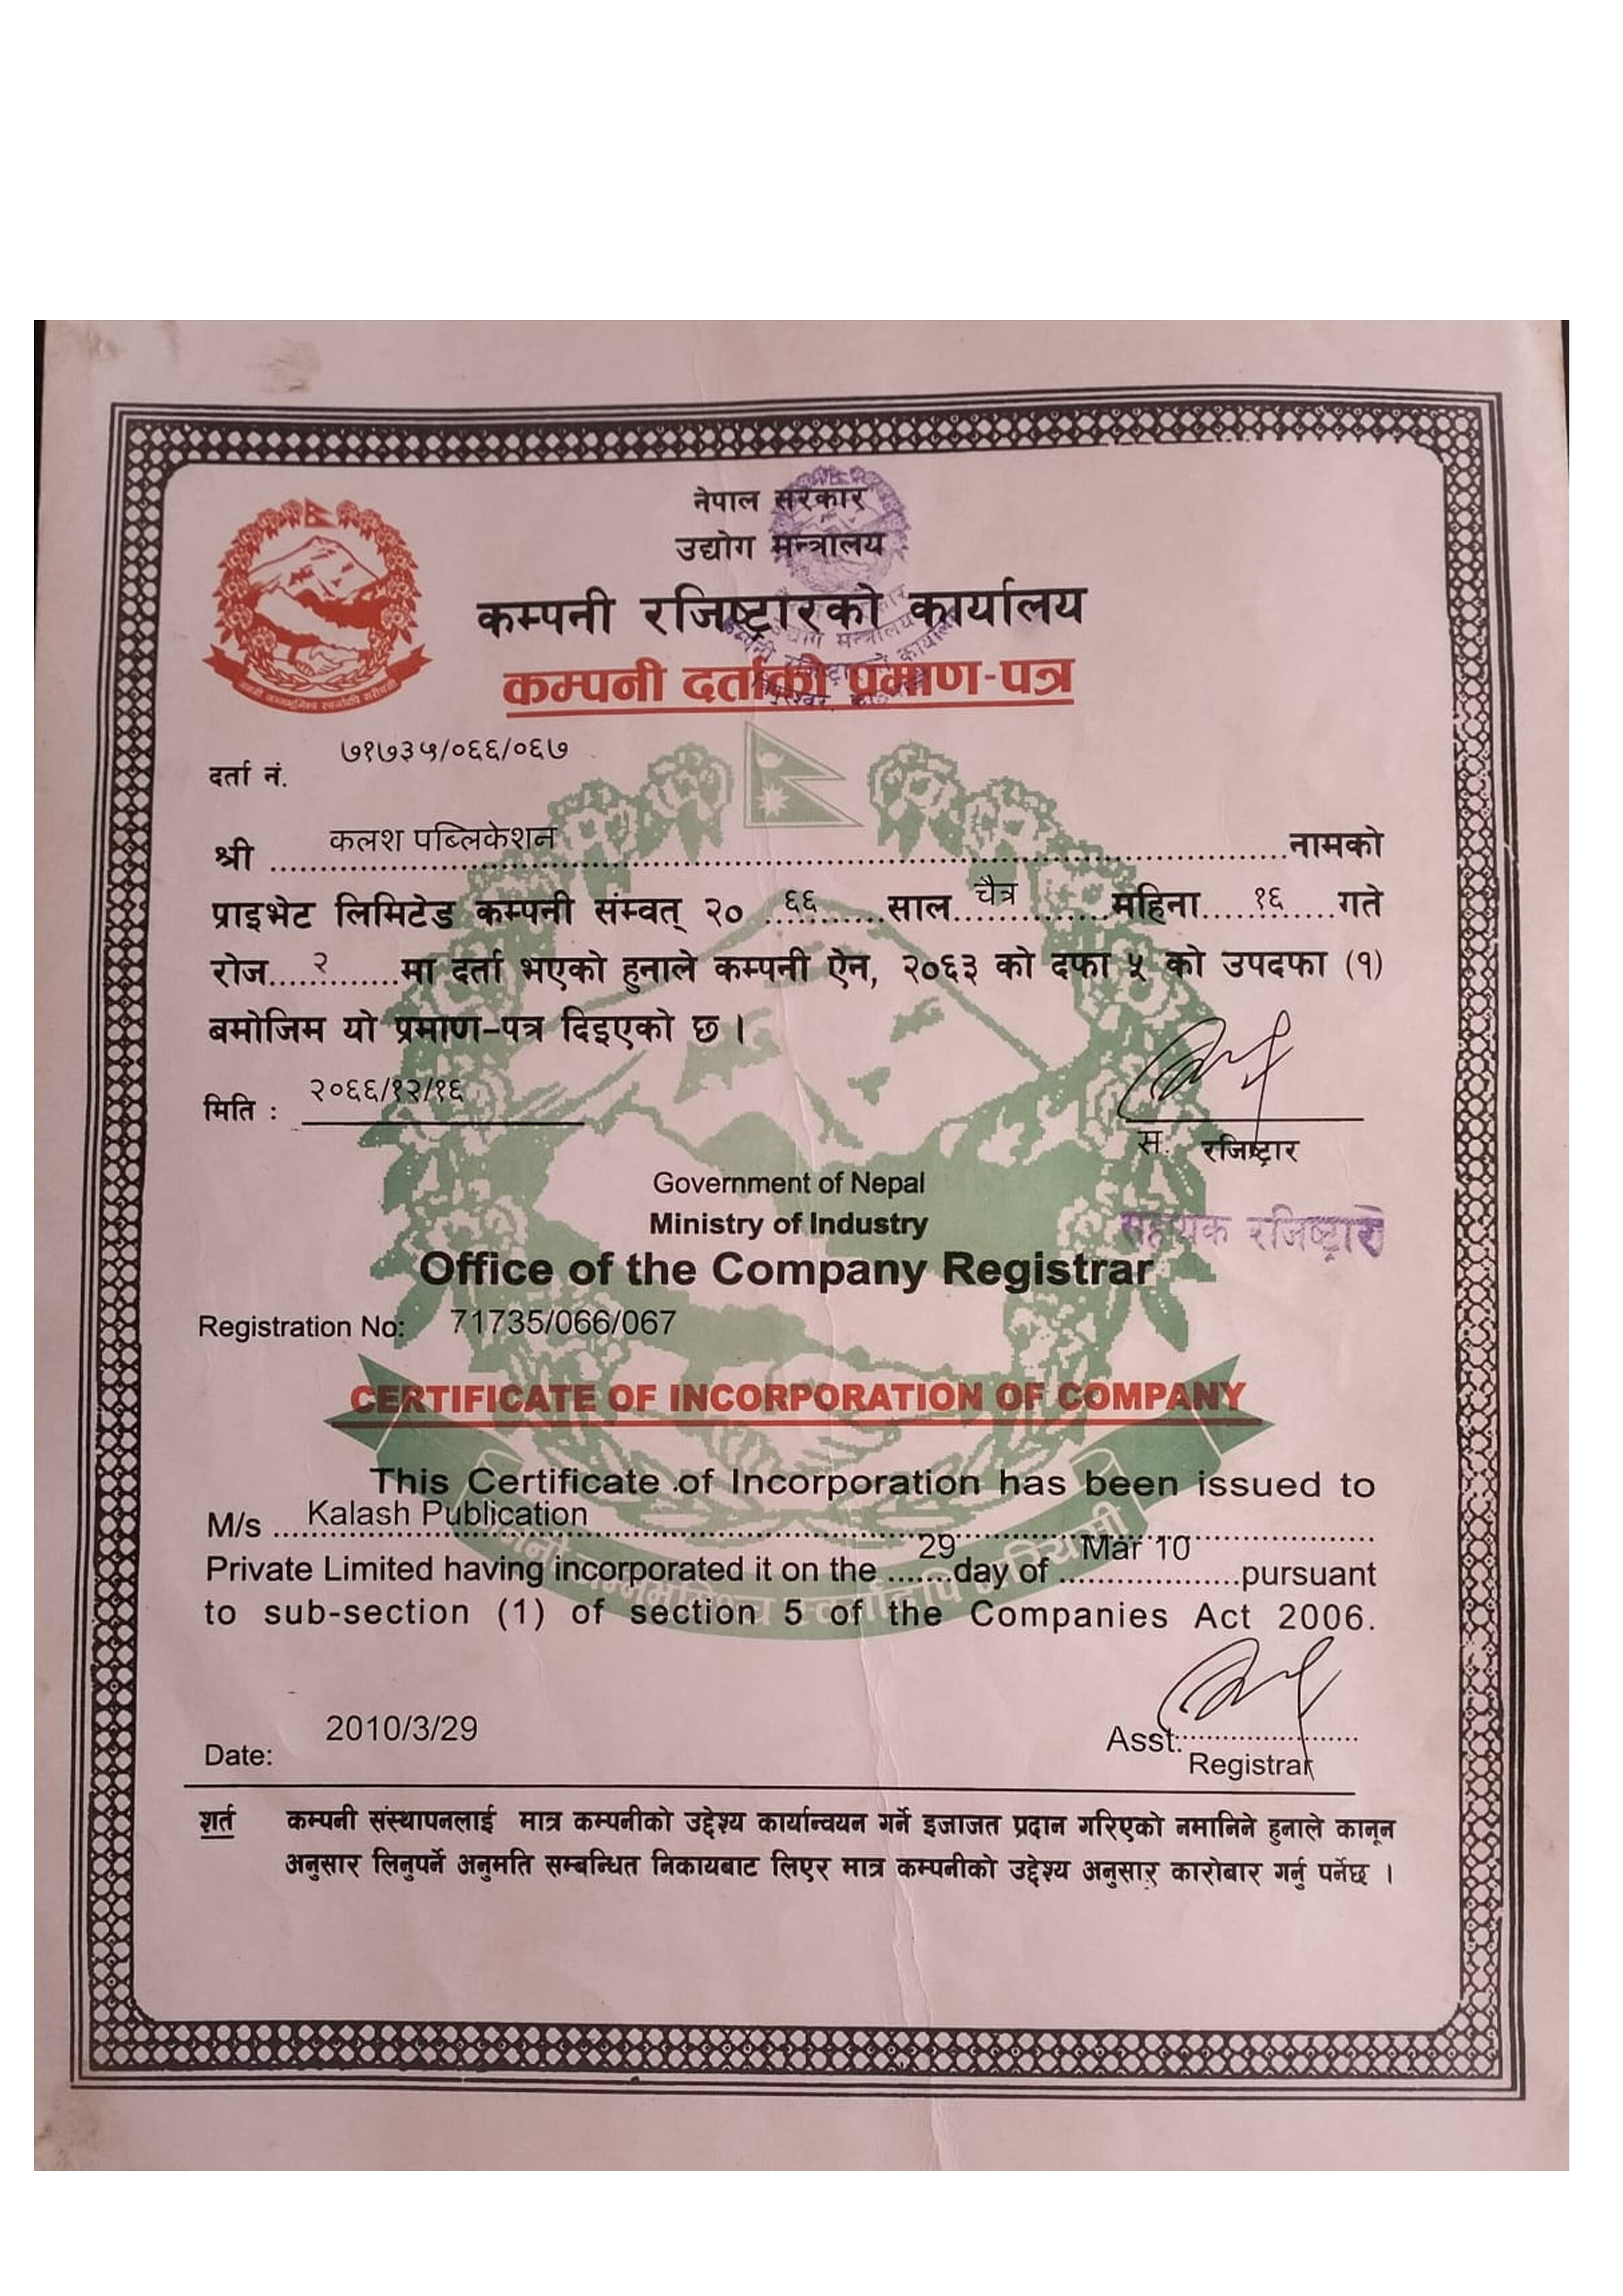 नेपाल सरकार
उद्योग मन्त्रालय
कम्पनी रजिष्ट्रारको कार्यालय
कम्पनी दर्ताको प्रमाण-पत्र
दर्ता नं. ७१७३५/०६६/०६७
श्री कलश पब्लिकेशन नामको
प्राइभेट लिमिटेड कम्पनी संम्वत् २० ६६ साल चैत्र महिना १६ गते
रोज २ मा दर्ता भएको हुनाले कम्पनी ऐन, २०६३ को दफा ५ को उपदफा (१)
बमोजिम यो प्रमाण-पत्र दिइएको छ ।
मिति : २०६६/१२/१६
स. रजिष्ट्रार
सहायक रजिष्ट्रार
Government of Nepal
Ministry of Industry
Office of the Company Registrar
Registration No: 71735/066/067
CERTIFICATE OF INCORPORATION OF COMPANY
This Certificate of Incorporation has been issued to
M/s Kalash Publication
Private Limited having incorporated it on the 29 day of Mar 10 pursuant
to sub-section (1) of section 5 of the Companies Act 2006.
Date: 2010/3/29
Asst. Registrar
शर्त कम्पनी संस्थापनलाई मात्र कम्पनीको उद्देश्य कार्यान्वयन गर्ने इजाजत प्रदान गरिएको नमानिने हुनाले कानून
अनुसार लिनुपर्ने अनुमति सम्बन्धित निकायबाट लिएर मात्र कम्पनीको उद्देश्य अनुसार कारोबार गर्नु पर्नेछ ।